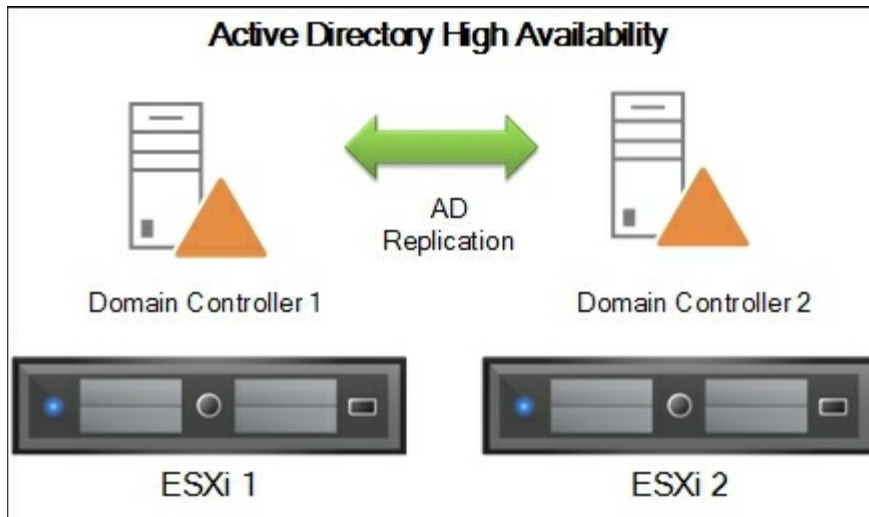 Active Directory High Availability
AD
Replication
Domain Controller 1
Domain Controller 2
ESXi 1
ESXi 2